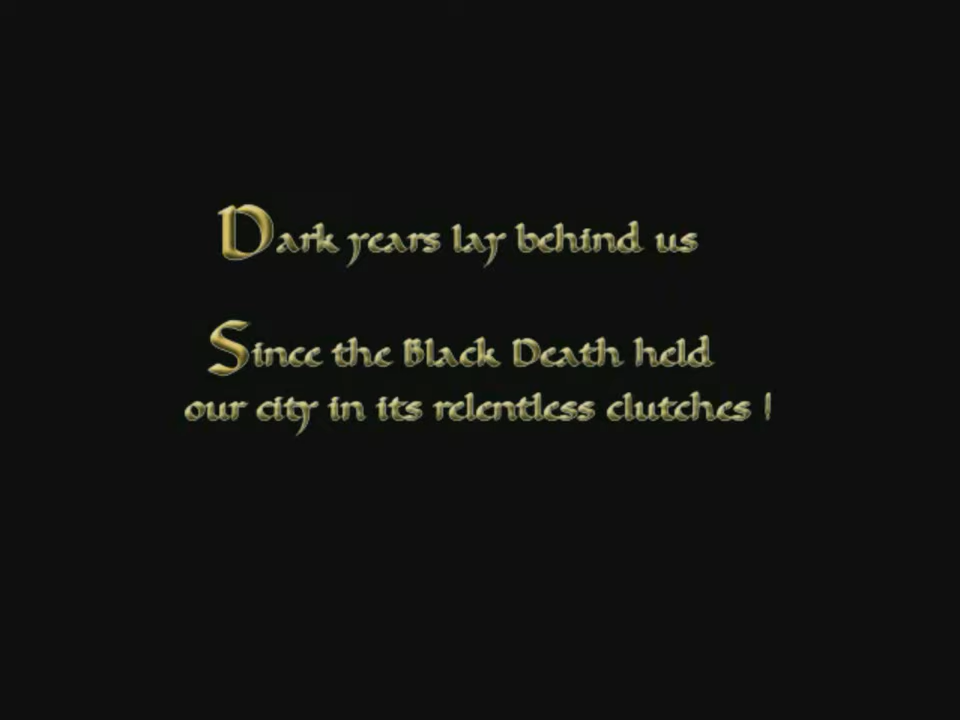 Dark years lay behind us
Since the Black Death held
our city in its relentless clutches !